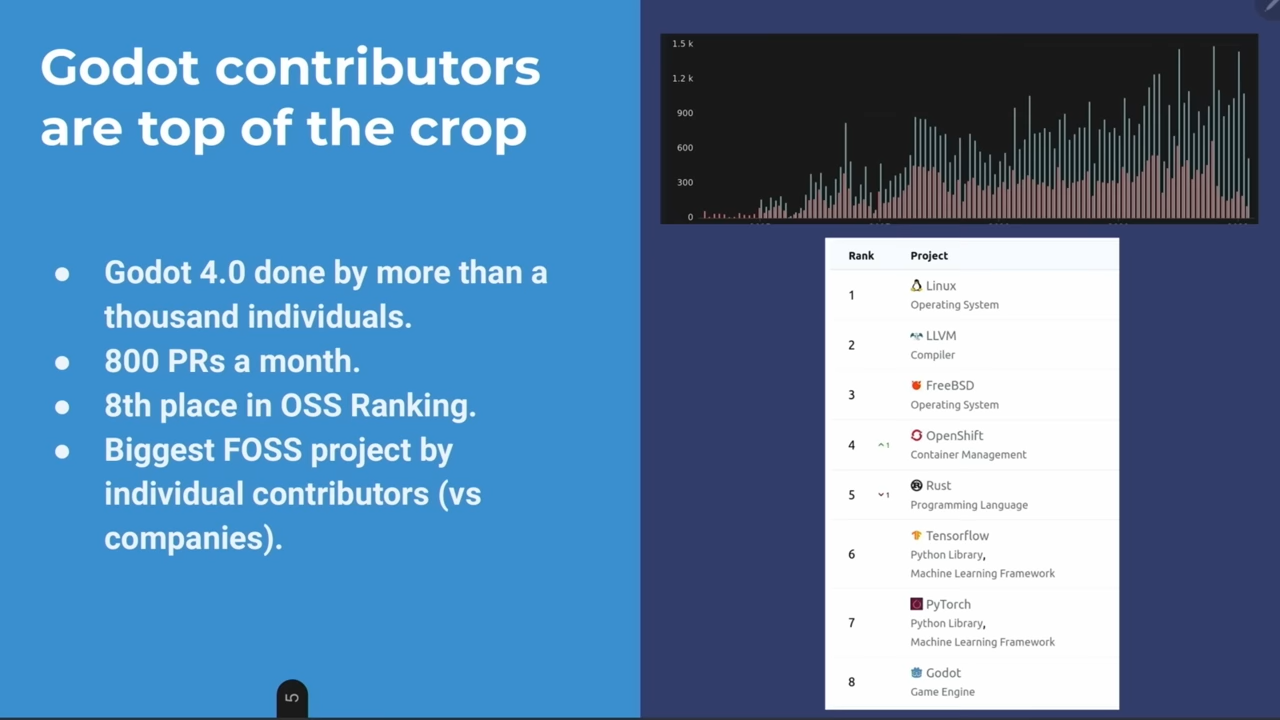 Godot contributors
are top of the crop
● Godot 4.0 done by more than a
thousand individuals.
● 800 PRs a month.
● 8th place in OSS Ranking.
● Biggest FOSS project by
individual contributors (vs
companies).
5
1.5 k
1.2 k
900
600
300
0
Rank Project
1 Linux
Operating System
2 LLVM
Compiler
3 FreeBSD
Operating System
4 1 OpenShift
Container Management
5 1 Rust
Programming Language
6 Tensorflow
Python Library,
Machine Learning Framework
7 PyTorch
Python Library,
Machine Learning Framework
8 Godot
Game Engine